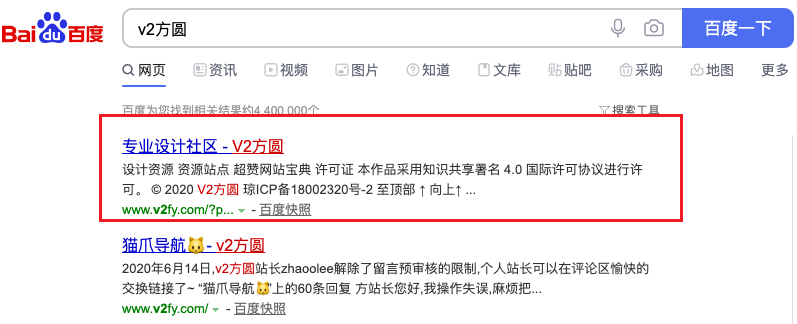 Bai du 百度 v2方圆 百度一下
网页 资讯 视频 图片 知道 文库 贴吧 采购 地图 更多
百度为您找到相关结果约4,400,000个 搜索工具
专业设计社区 - V2方圆
设计资源 资源站点 超赞网站宝典 许可证 本作品采用知识共享署名 4.0 国际许可协议进行许
可。 © 2020 V2方圆 琼ICP备18002320号-2 至顶部 ↑ 向上↑ ...
www.v2fy.com/?p... - 百度快照
猫爪导航🐱 - v2方圆
2020年6月14日,v2方圆站长zhaoolee解除了留言预审核的限制,个人站长可以在评论区愉快的
交换链接了~ “猫爪导航🐱”上的60条回复 方站长您好,我操作失误,麻烦把...
www.v2fy.com/ - 百度快照